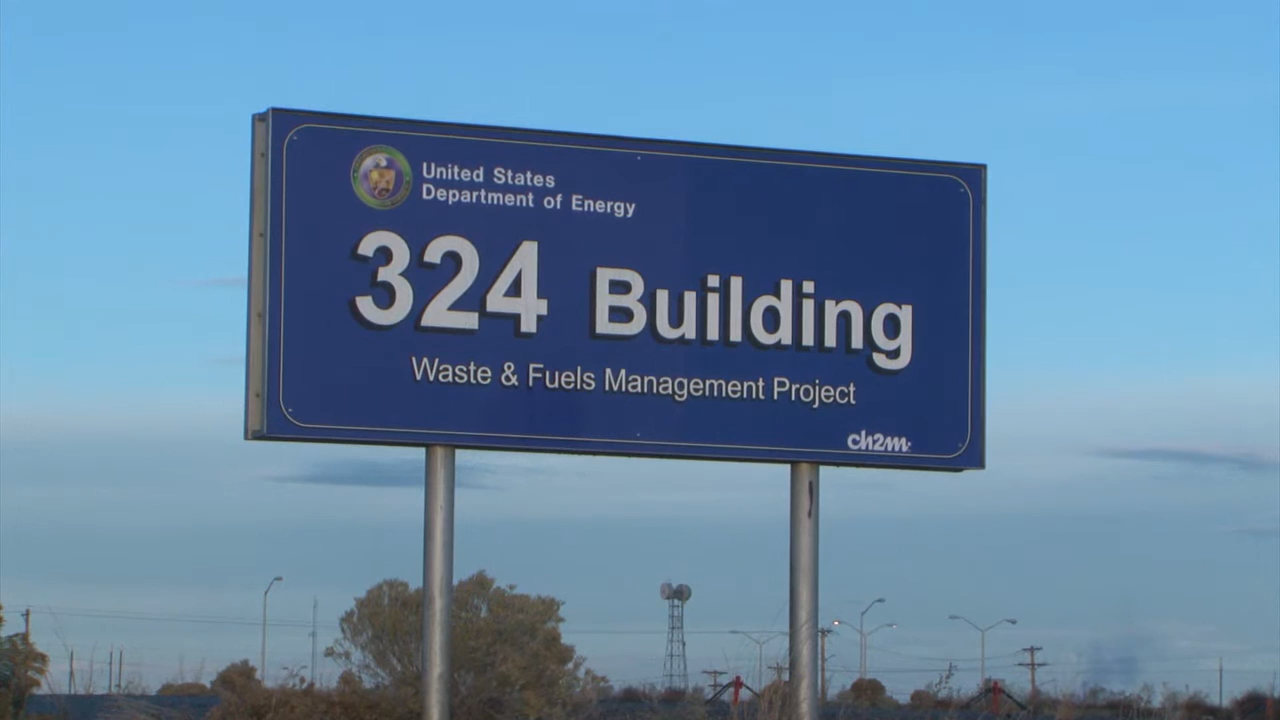 United States
Department of Energy
324 Building
Waste & Fuels Management Project
ch2m